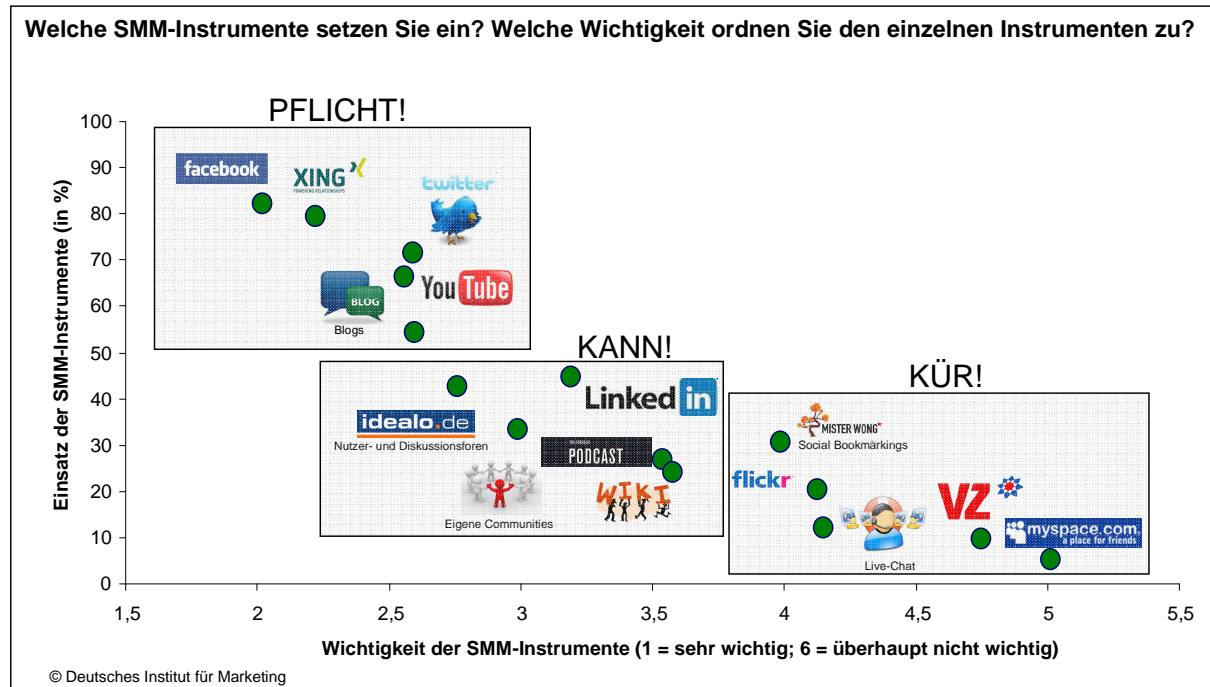 Welche SMM-Instrumente setzen Sie ein? Welche Wichtigkeit ordnen Sie den einzelnen Instrumenten zu?
PFLICHT!
facebook
XING
POWERING RELATIONSHIPS
twitter
BLOG
Blogs
You Tube
KANN!
Linked in
idealo.de
Nutzer- und Diskussionsforen
PODCAST
Eigene Communities
WIKI
KÜR!
MISTER WONG
Social Bookmärkings
flickr
VZ
Live-Chat
myspace.com
a place for friends
Einsatz der SMM-Instrumente (in %)
100
90
80
70
60
50
40
30
20
10
0
1,5 2 2,5 3 3,5 4 4,5 5 5,5
Wichtigkeit der SMM-Instrumente (1 = sehr wichtig; 6 = überhaupt nicht wichtig)
© Deutsches Institut für Marketing